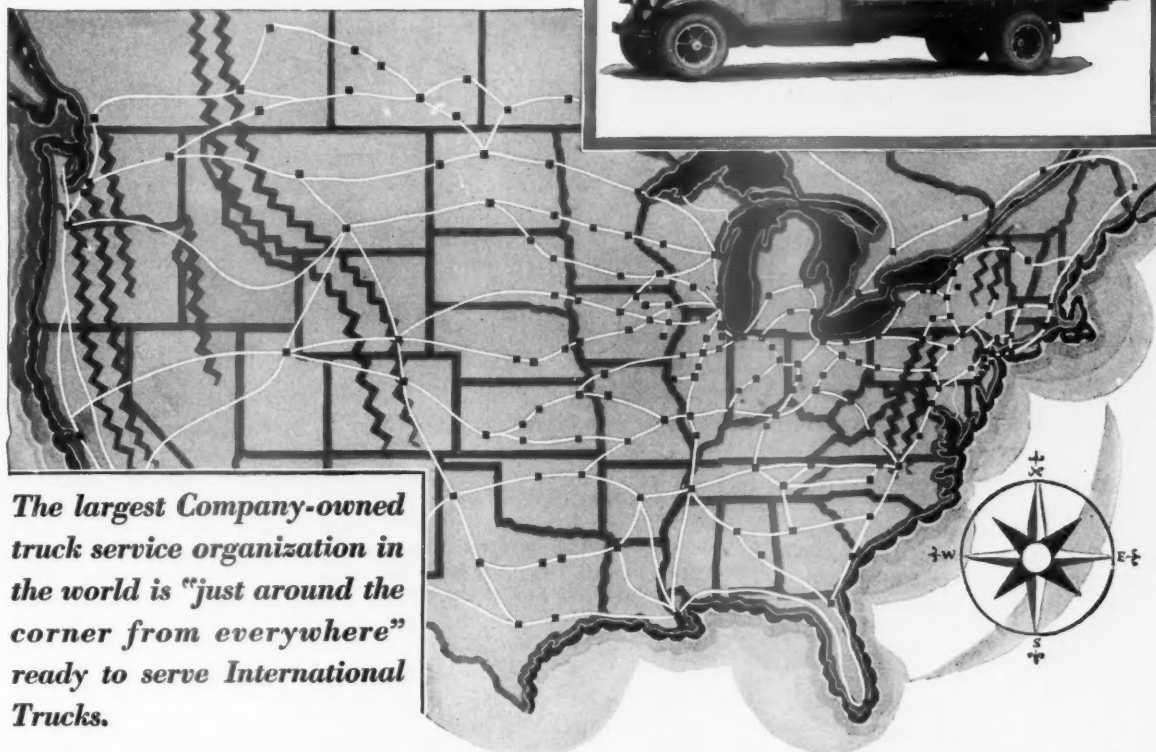 W
E
S
The largest Company-owned
truck service organization in
the world is "just around the
corner from everywhere"
ready to serve International
Trucks.